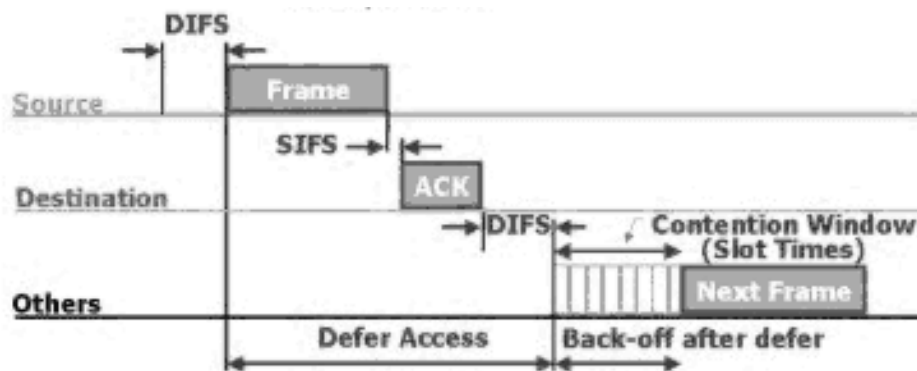 DIFS
Frame
Source
SIFS
ACK
Destination
DIFS
Contention Window
(Slot Times)
Next Frame
Others
Defer Access
Back-off after defer